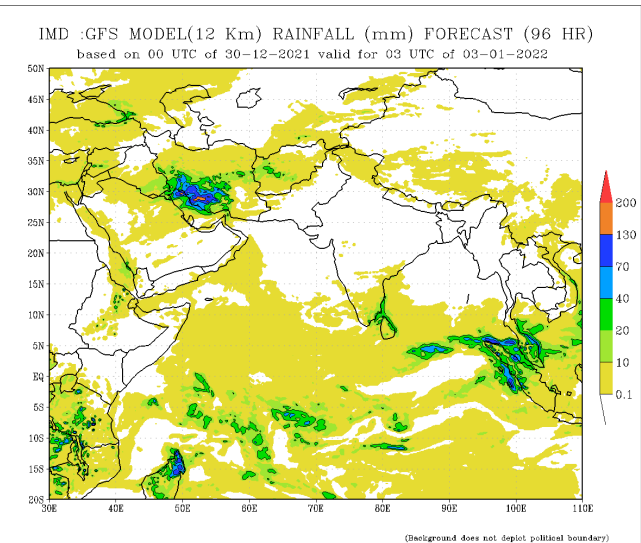 IMD :GFS MODEL(12 Km) RAINFALL (mm) FORECAST (96 HR)
based on 00 UTC of 30-12-2021 valid for 03 UTC of 03-01-2022
50N
45N
40N
35N
30N
25N
20N
15N
10N
5N
EQ
5S
10S
15S
20S
30E 40E 50E 60E 70E 80E 90E 100E 110E
200
130
70
40
20
10
0.1
(Background does not depict political boundary)